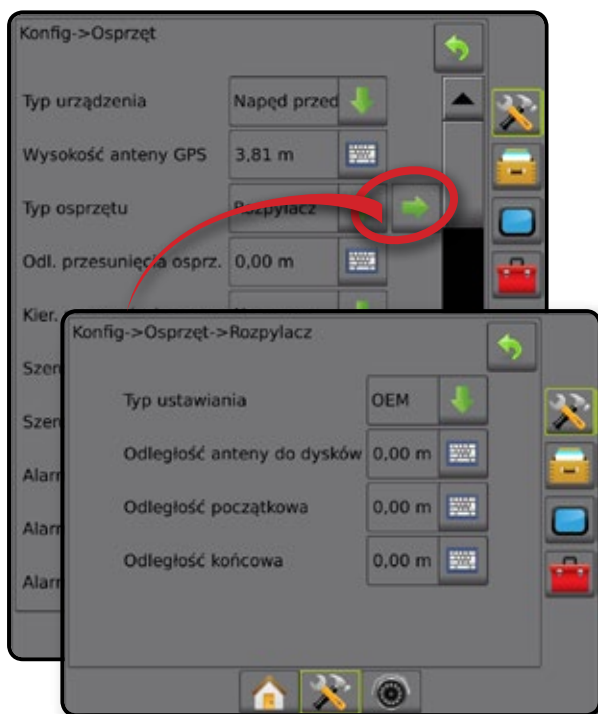 Konfig->Osprzęt
Typ urządzenia Napęd przed
Wysokość anteny GPS 3,81 m
Typ osprzętu Rozpylacz
Odl. przesunięcia osprz. 0,00 m
Kier.
Konfig->Osprzęt->Rozpylacz
Typ ustawiania OEM
Odległość anteny do dysków 0,00 m
Odległość początkowa 0,00 m
Odległość końcowa 0,00 m